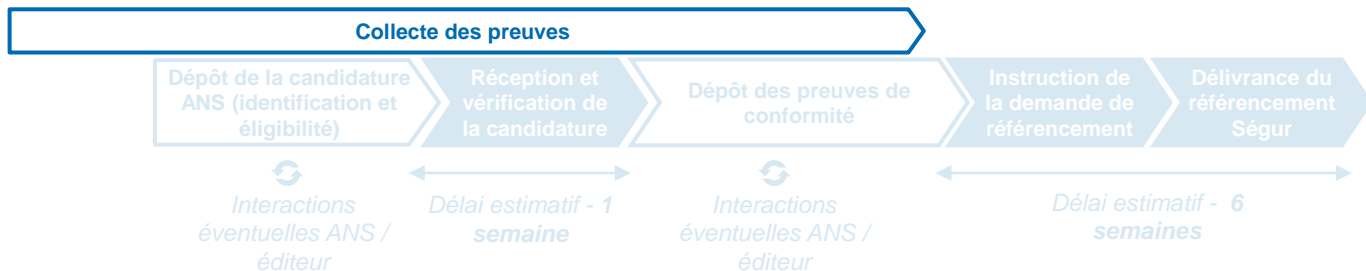 Collecte des preuves
Dépôt de la candidature
ANS (identification et
éligibilité)
Réception et
vérification de
la candidature
Dépôt des preuves de
conformité
Instruction de
la demande de
référencement
Délivrance du
référencement
Ségur
Interactions
éventuelles ANS /
éditeur
Délai estimatif - 1
semaine
Interactions
éventuelles ANS /
éditeur
Délai estimatif - 6
semaines